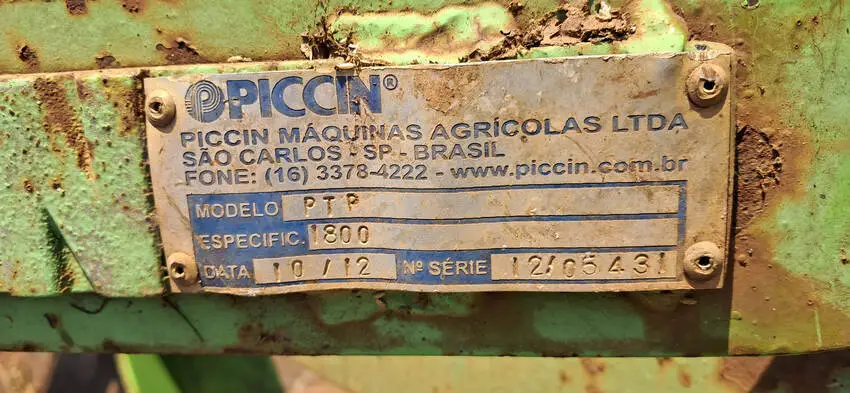 PICCIN®
PICCIN MÁQUINAS AGRÍCOLAS LTDA
SÃO CARLOS - SP - BRASIL
FONE: (16) 3378-4222 - www.piccin.com.br
MODELO PTP
ESPECIFIC. 1800
DATA 10/12 Nº SÉRIE 12/05431